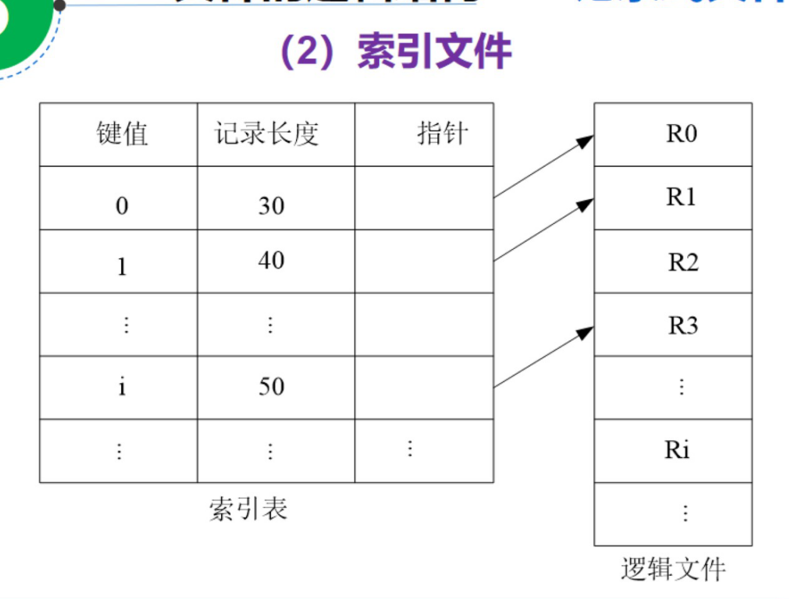 (2) 索引文件
键值 记录长度 指针
0 30
1 40
⋮ ⋮
i 50
⋮ ⋮ ⋮
索引表
R0
R1
R2
R3
⋮
Ri
⋮
逻辑文件